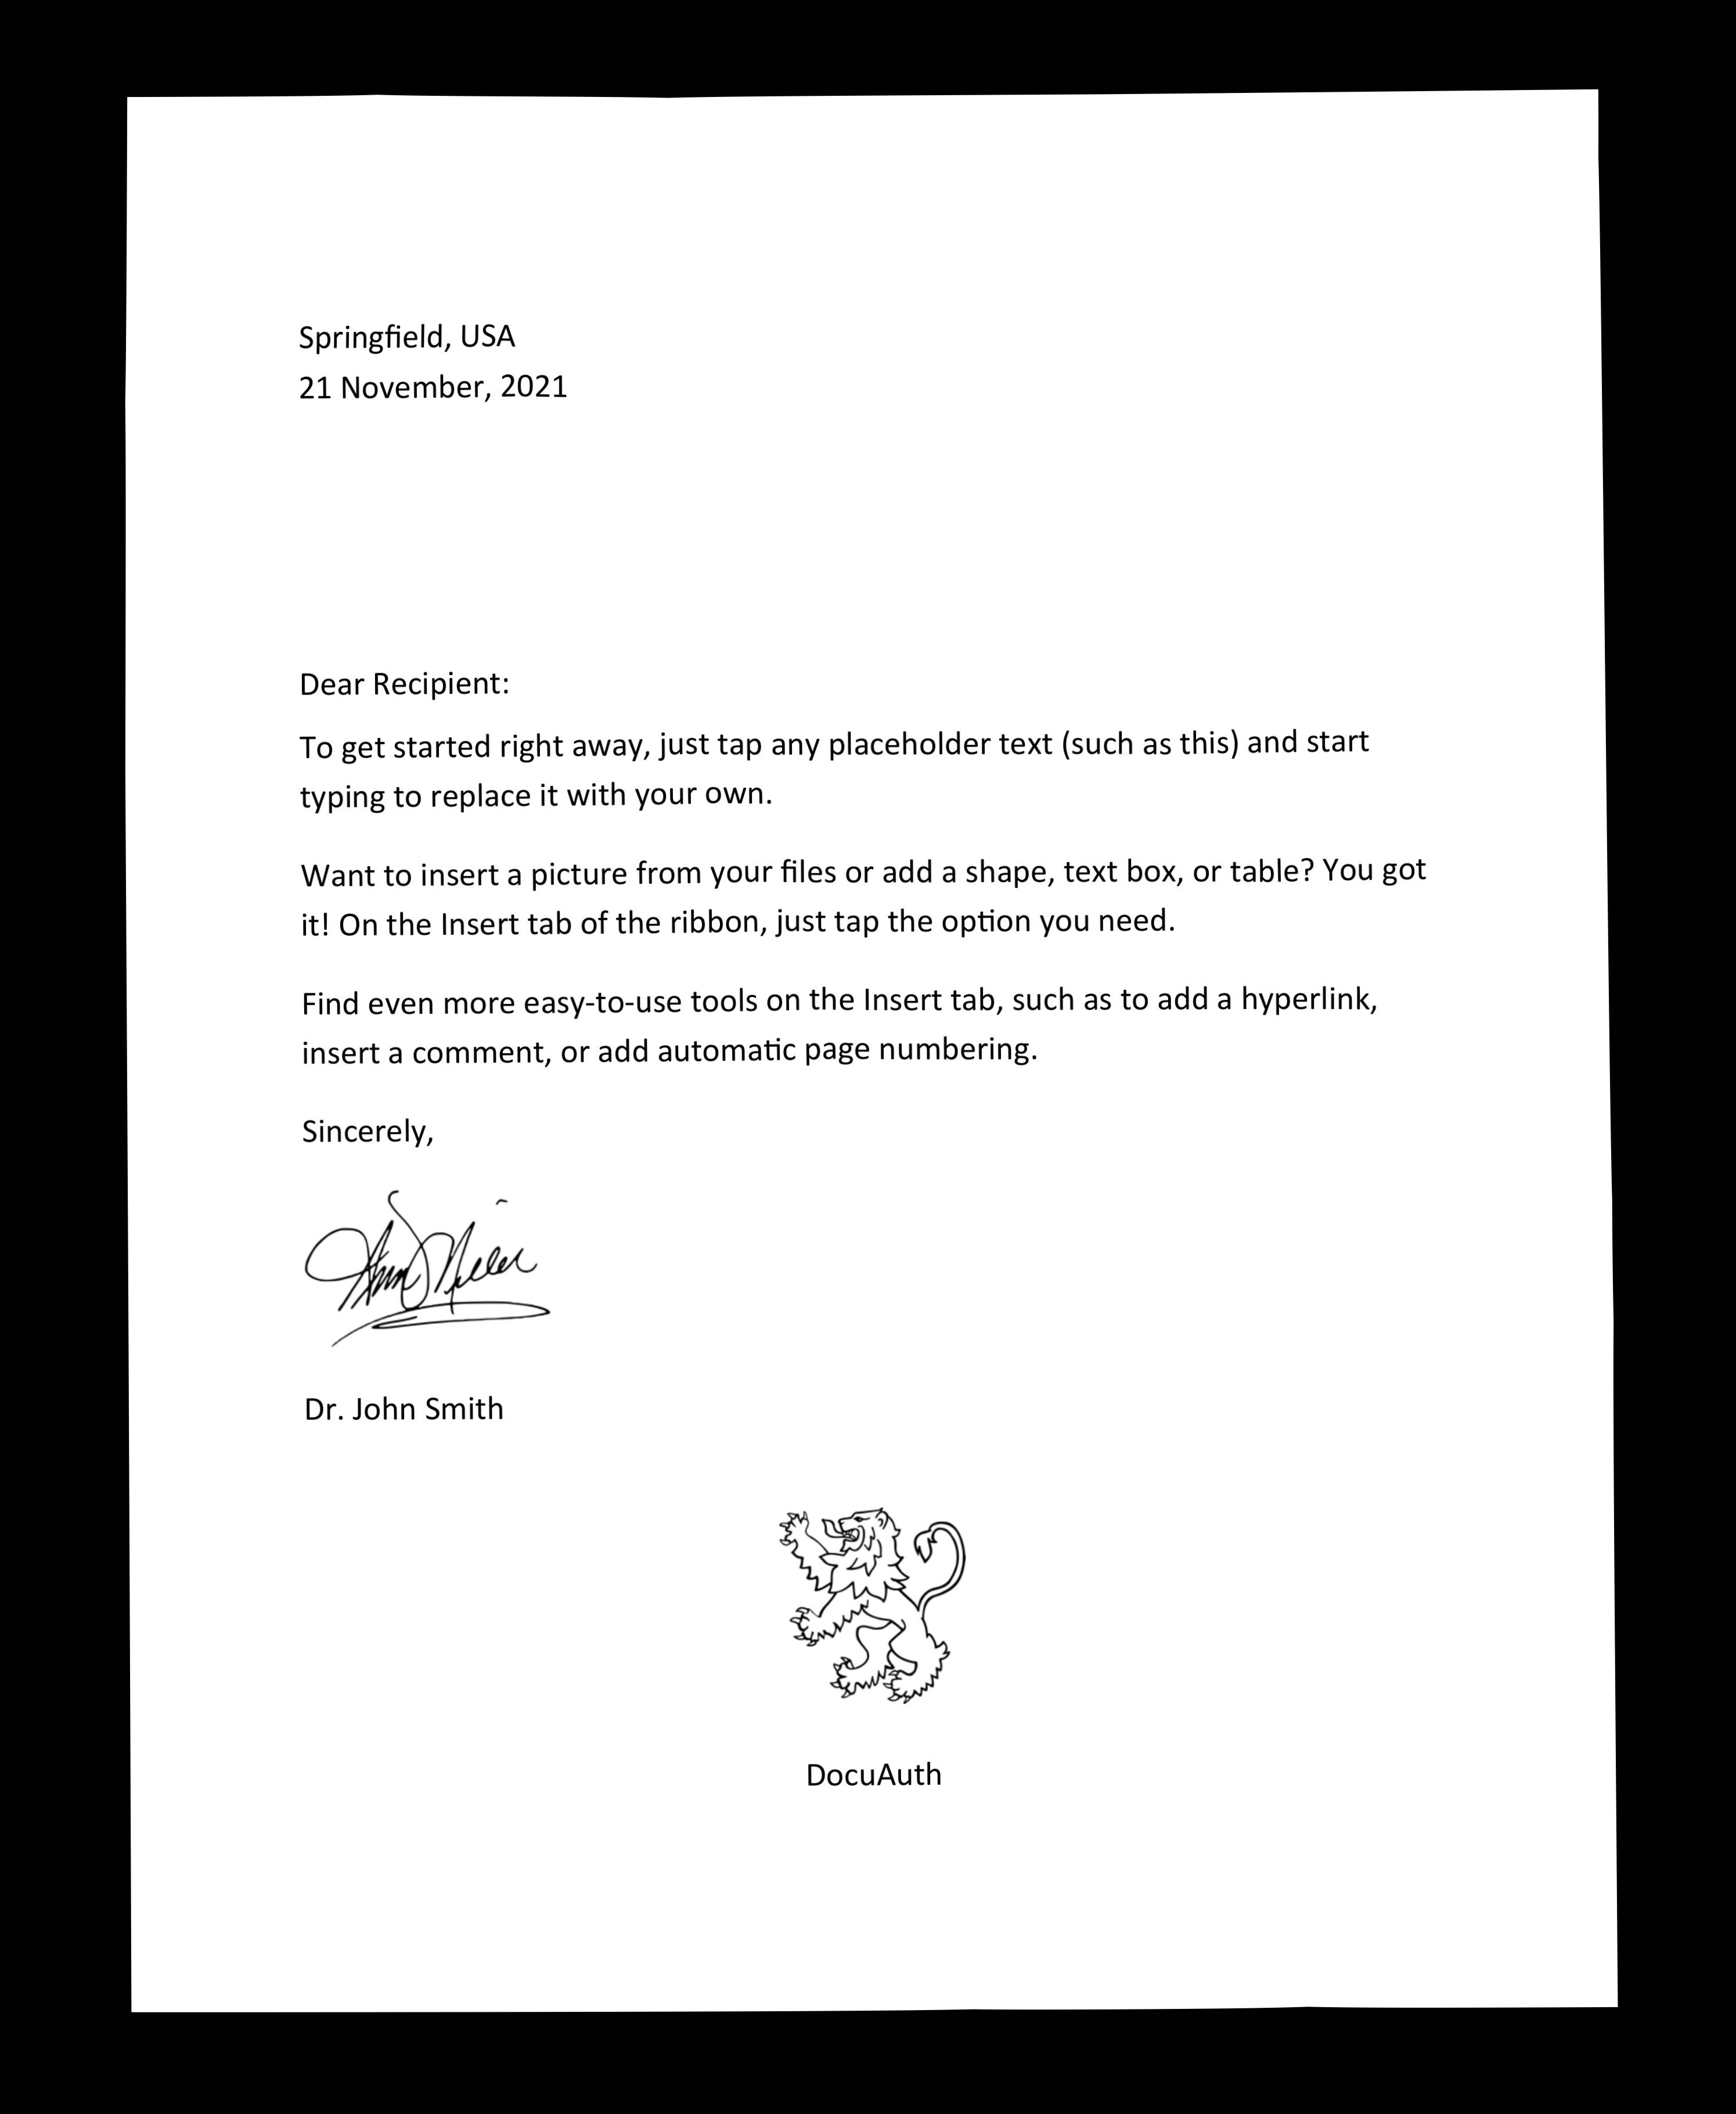 Springfield, USA
21 November, 2021
Dear Recipient:
To get started right away, just tap any placeholder text (such as this) and start
typing to replace it with your own.
Want to insert a picture from your files or add a shape, text box, or table? You got
it! On the Insert tab of the ribbon, just tap the option you need.
Find even more easy-to-use tools on the Insert tab, such as to add a hyperlink,
insert a comment, or add automatic page numbering.
Sincerely,
Dr. John Smith
DocuAuth